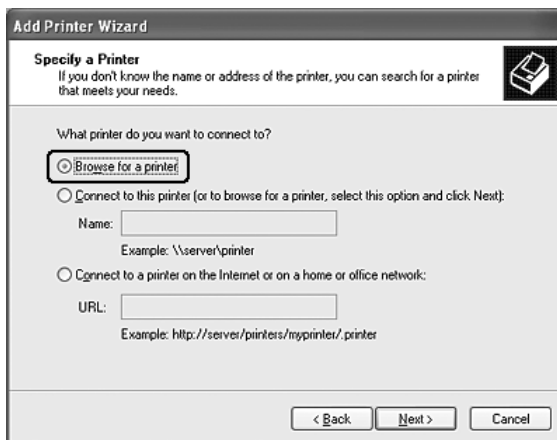 Add Printer Wizard
Specify a Printer
If you don't know the name or address of the printer, you can search for a printer
that meets your needs.
What printer do you want to connect to?
Browse for a printer
Connect to this printer (or to browse for a printer, select this option and click Next):
Name:
Example: \\server\printer
Connect to a printer on the Internet or on a home or office network:
URL:
Example: http://server/printers/myprinter/.printer
< Back Next > Cancel